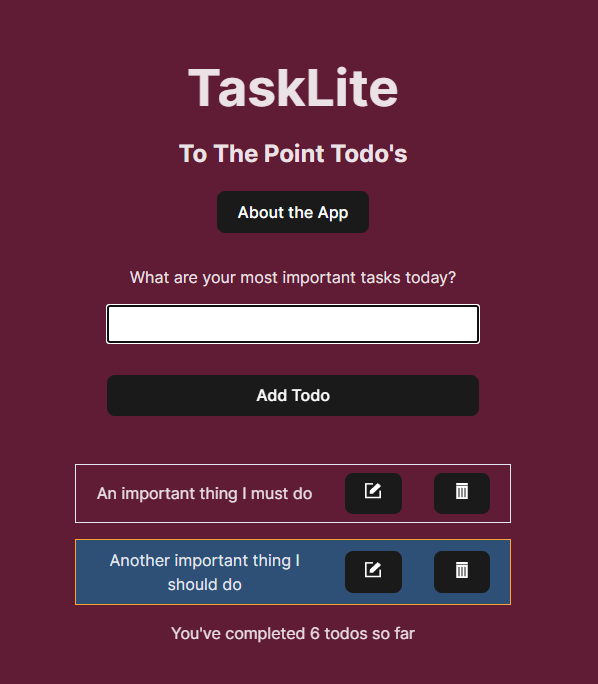 TaskLite
To The Point Todo's
About the App
What are your most important tasks today?
Add Todo
An important thing I must do
Another important thing I
should do
You've completed 6 todos so far